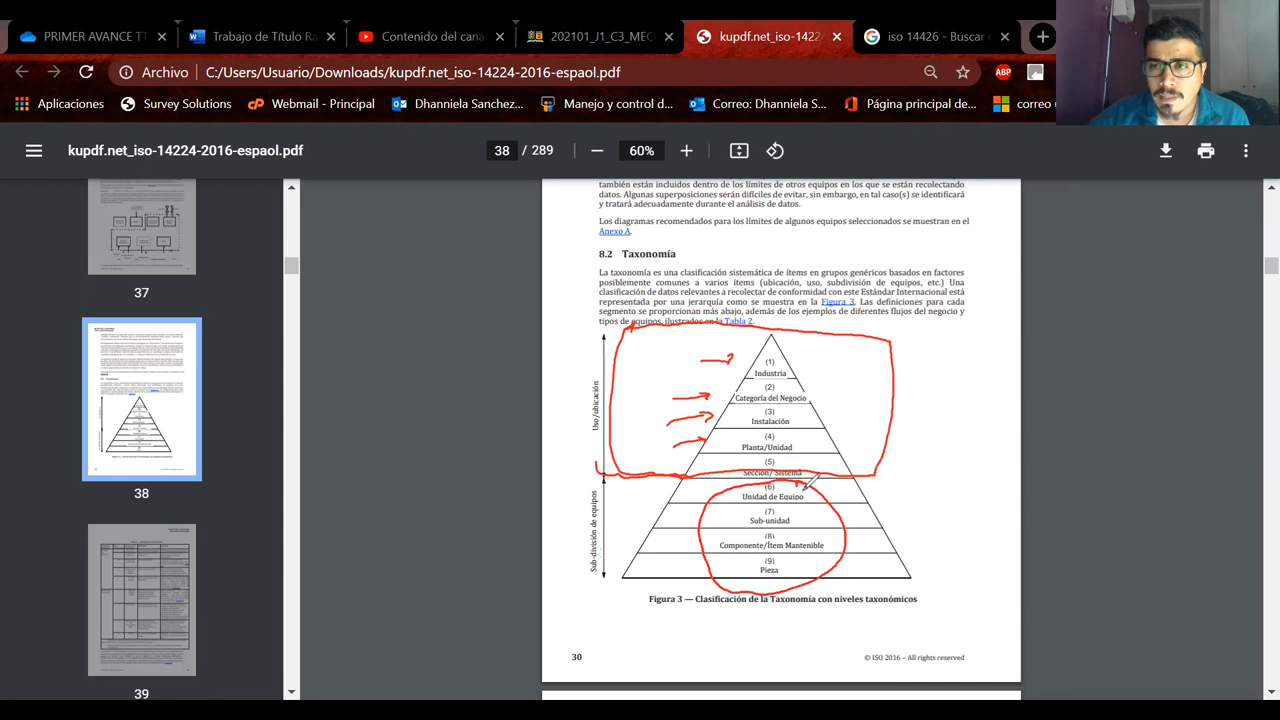 PRIMER AVANCE TT
Trabajo de Título Ra
Contenido del cana
202101_J1_C3_MEC
kupdf.net_iso-1422
iso 14426 - Buscar c
Archivo
C:/Users/Usuario/Downloads/kupdf.net_iso-14224-2016-espaol.pdf
ABP
Aplicaciones
Survey Solutions
Webmail - Principal
Dhanniela Sanchez...
Manejo y control d...
Correo: Dhanniela S...
Página principal de...
correo
kupdf.net_iso-14224-2016-espaol.pdf
38 / 289
60%
37
38
39
también están incluidos dentro de los límites de otros equipos en los que se están recolectando
datos. Algunas superposiciones serán difíciles de evitar, sin embargo, en tal caso(s) se identificará
y tratará adecuadamente durante el análisis de datos.
Los diagramas recomendados para los límites de algunos equipos seleccionados se muestran en el
Anexo A.
8.2 Taxonomía
La taxonomía es una clasificación sistemática de ítems en grupos genéricos basados en factores
posiblemente comunes a varios ítems (ubicación, uso, subdivisión de equipos, etc.) Una
clasificación de datos relevantes a recolectar de conformidad con este Estándar Internacional está
representada por una jerarquía como se muestra en la Figura 3. Las definiciones para cada
segmento se proporcionan más abajo, además de los ejemplos de diferentes flujos del negocio y
tipos de equipos, ilustrados en la Tabla 2.
Uso/ubicación
(1)
Industria
(2)
Categoría del Negocio
(3)
Instalación
(4)
Planta/Unidad
(5)
Sección/ Sistema
Sub-división de equipos
(6)
Unidad de Equipo
(7)
Sub-unidad
(8)
Componente/Ítem Mantenible
(9)
Pieza
Figura 3 — Clasificación de la Taxonomía con niveles taxonómicos
30
© ISO 2016 – All rights reserved